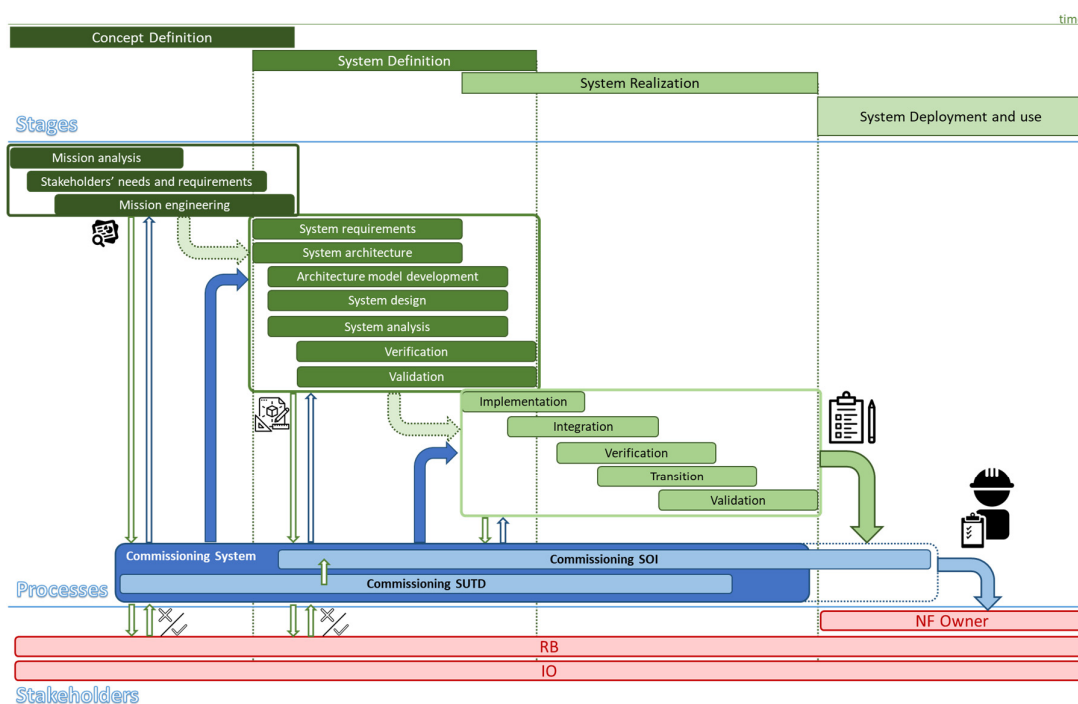 tim
Concept Definition
System Definition
System Realization
System Deployment and use
Stages
Mission analysis
Stakeholders' needs and requirements
Mission engineering
System requirements
System architecture
Architecture model development
System design
System analysis
Verification
Validation
Implementation
Integration
Verification
Transition
Validation
Commissioning System
Commissioning SOI
Commissioning SUTD
Processes
NF Owner
RB
IO
Stakeholders